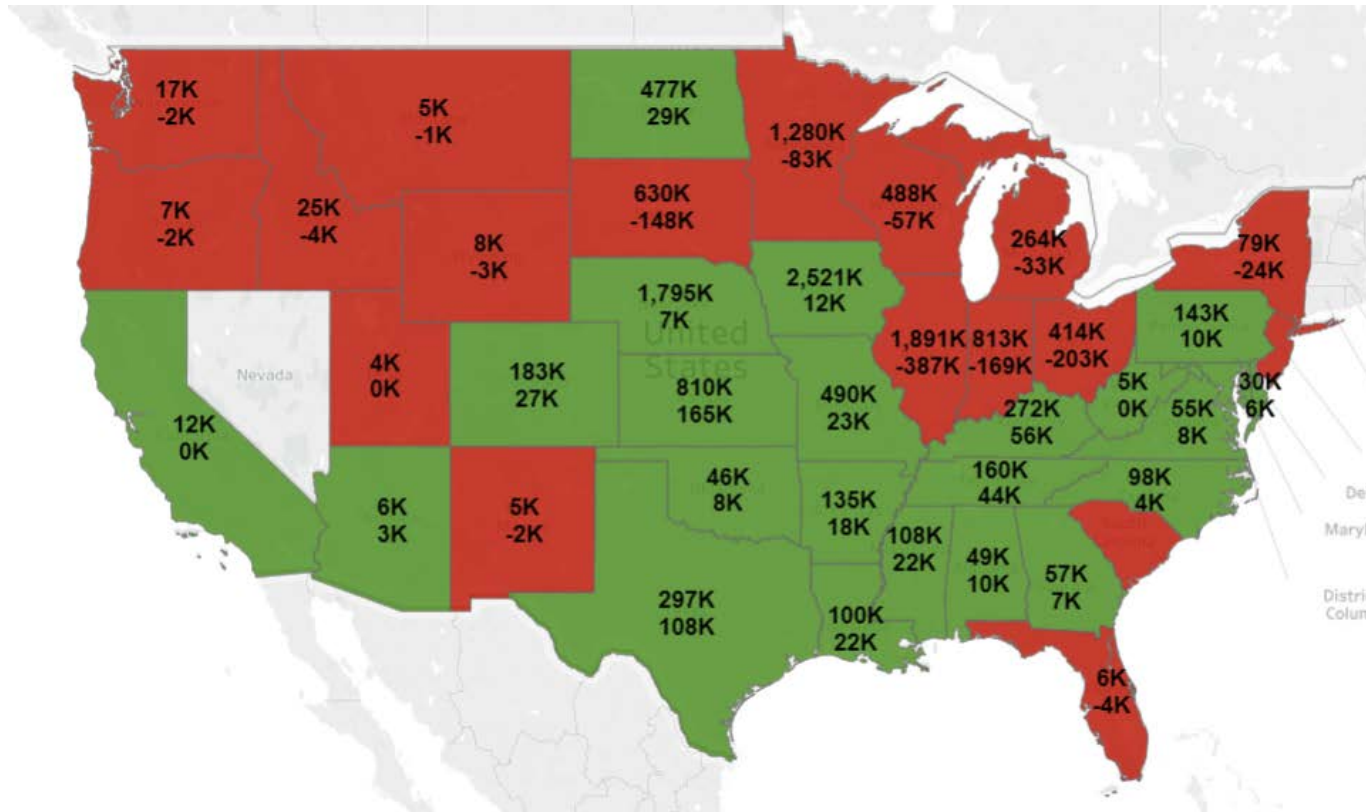 17K
-2K
5K
-1K
477K
29K
1,280K
-83K
7K
-2K
25K
-4K
8K
-3K
630K
-148K
488K
-57K
264K
-33K
79K
-24K
1,795K
7K
United
States
2,521K
12K
1,891K
-387K
813K
-169K
414K
-203K
143K
10K
Nevada
4K
0K
183K
27K
810K
165K
490K
23K
272K
56K
5K
0K
55K
8K
30K
6K
12K
0K
6K
3K
5K
-2K
46K
8K
135K
18K
160K
44K
98K
4K
De
Maryl
Distri
Colun
108K
22K
49K
10K
57K
7K
297K
108K
100K
22K
6K
-4K